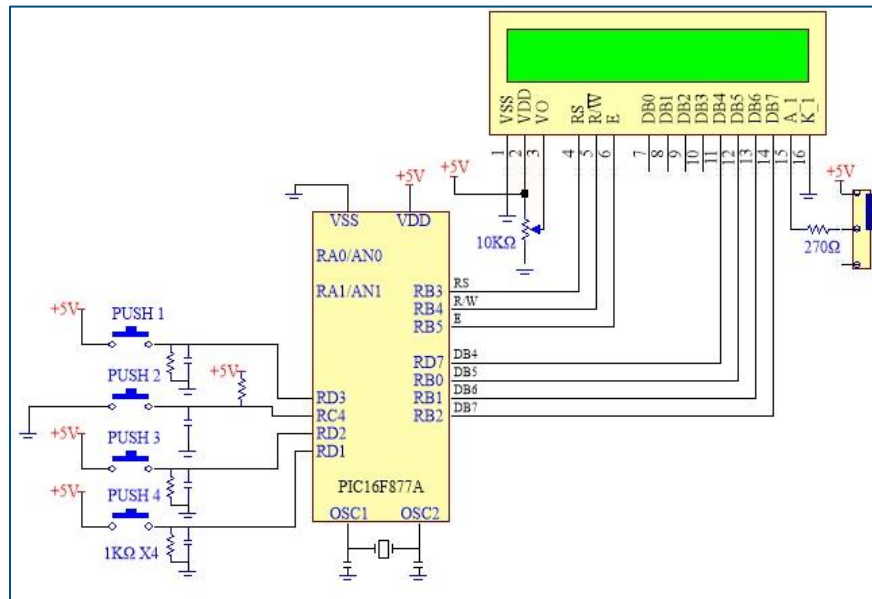 VSS
VDD
VO
RS
R/W
E
DB0
DB1
DB2
DB3
DB4
DB5
DB6
DB7
A_1
K_1
1
2
3
4
5
6
7
8
9
10
11
12
13
14
15
16
+5V
+5V
+5V
VSS
VDD
10KΩ
270Ω
RA0/AN0
RA1/AN1
RB3
RS
RB4
R/W
RB5
E
+5V
PUSH 1
RD7
DB4
PUSH 2
+5V
RB0
DB5
RD3
RB1
DB6
RC4
RB2
DB7
+5V
PUSH 3
RD2
RD1
+5V
PUSH 4
PIC16F877A
OSC1
OSC2
1KΩ X4